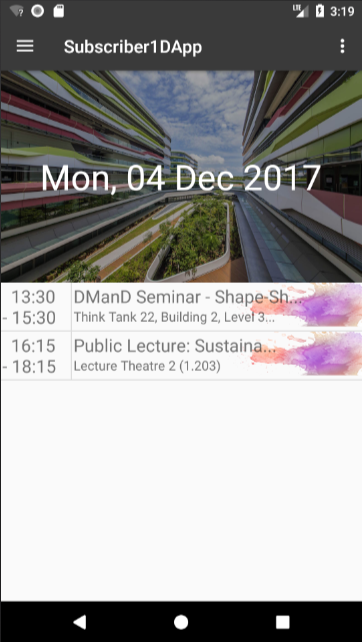 LTE 3:19
Subscriber1DApp
Mon, 04 Dec 2017
13:30
- 15:30
DManD Seminar - Shape-Sh...
Think Tank 22, Building 2, Level 3...
16:15
- 18:15
Public Lecture: Sustaina...
Lecture Theatre 2 (1.203)